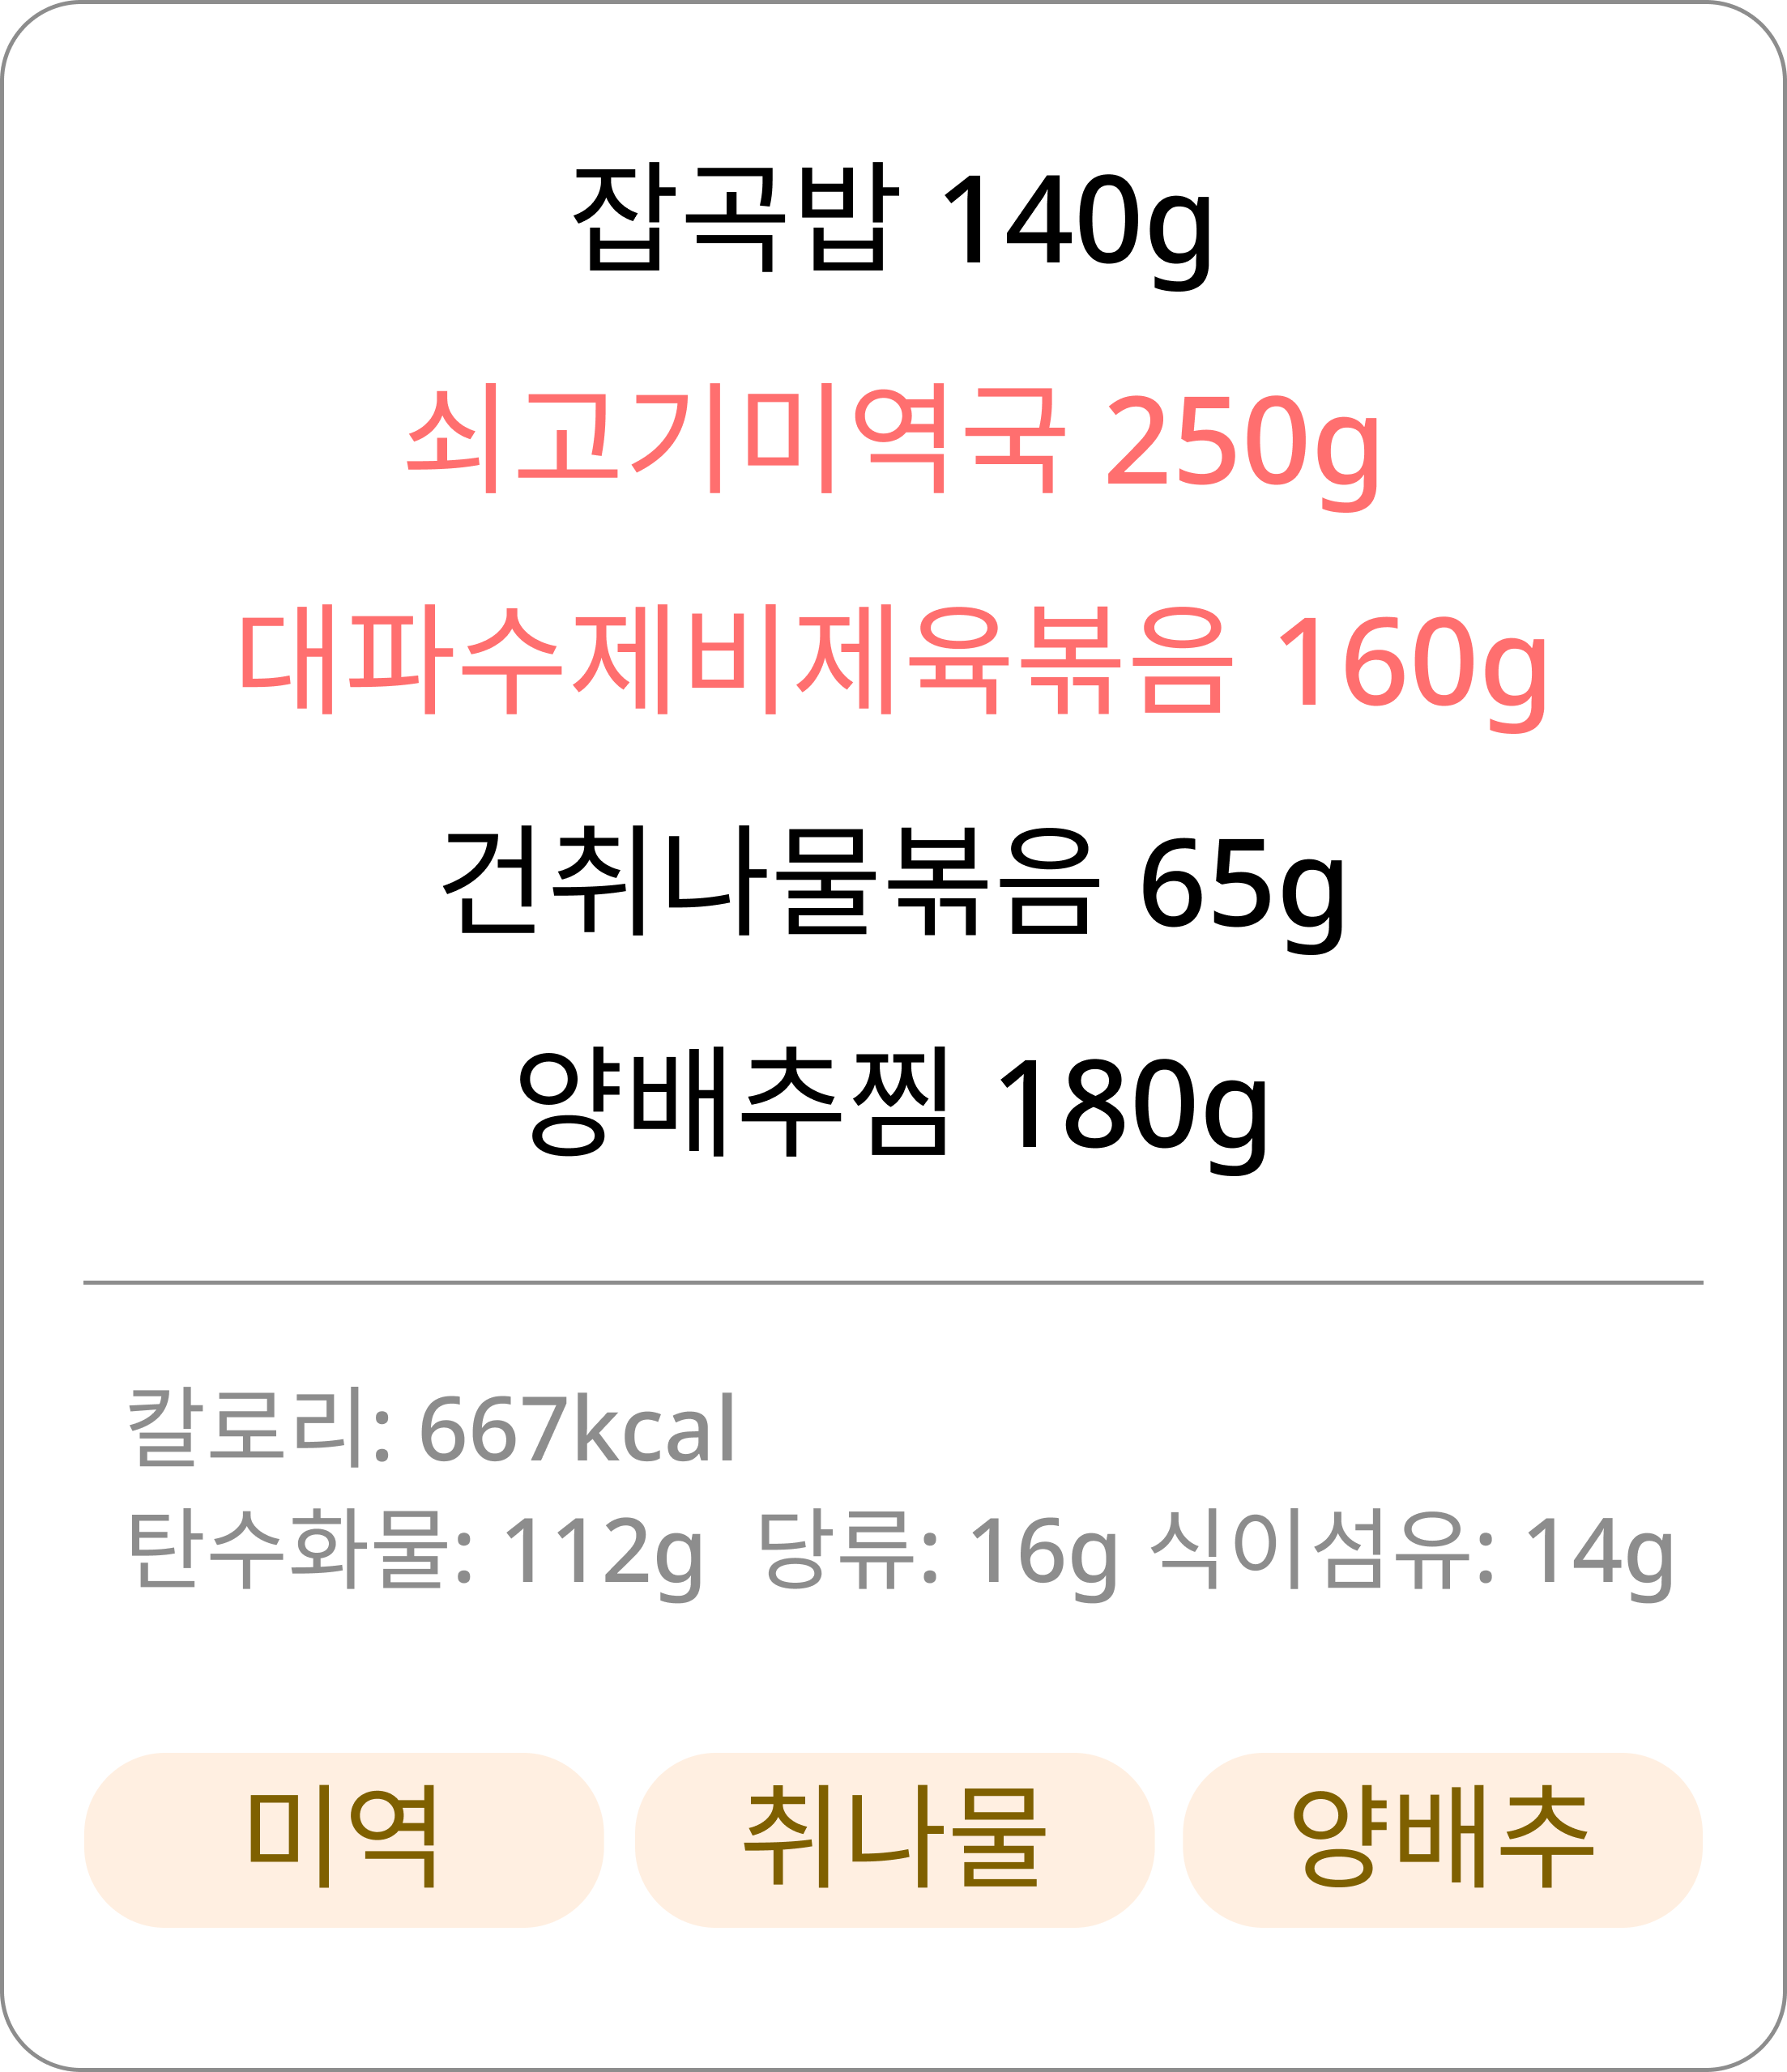 잡곡밥 140g
쇠고기미역국 250g
대파수제비제육볶음 160g
건취나물볶음 65g
양배추찜 180g
칼로리: 667kcal
탄수화물: 112g 당류: 16g 식이섬유: 14g
미역 취나물 양배추